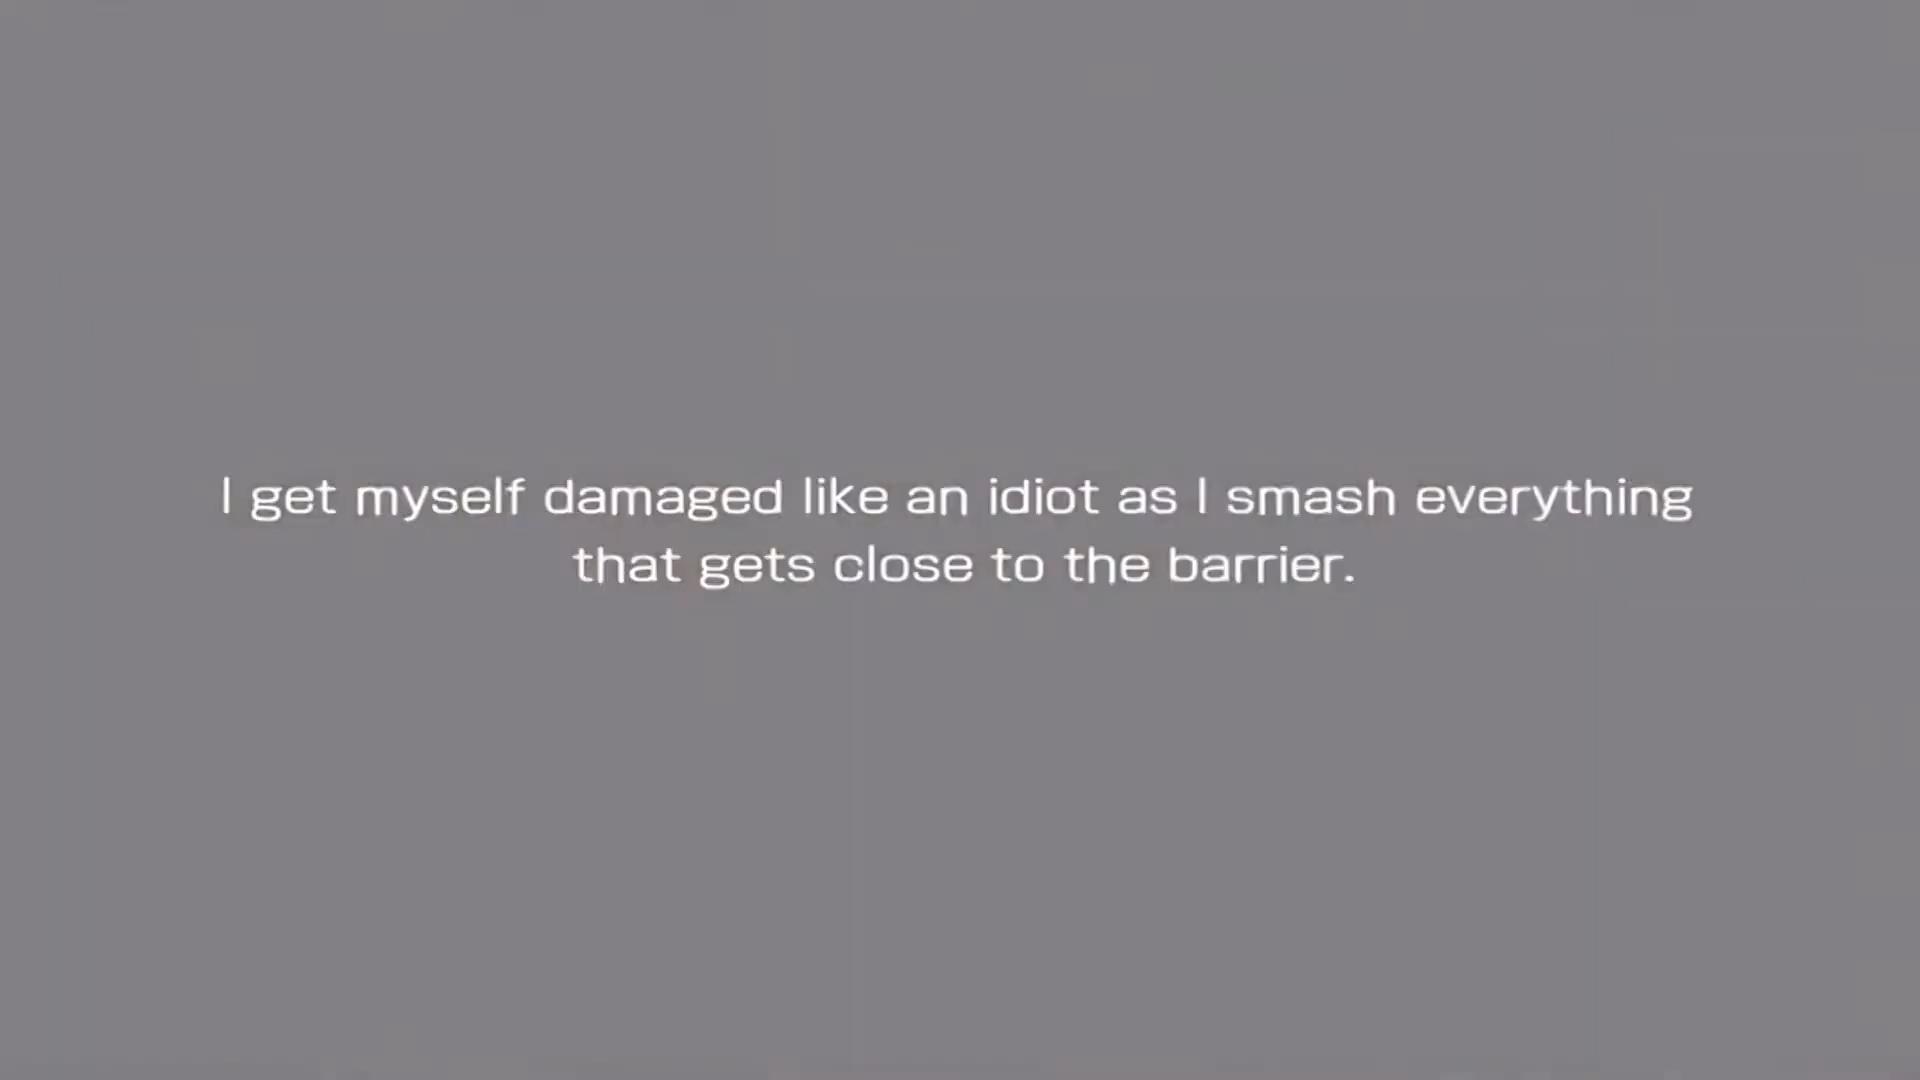 I get myself damaged like an idiot as I smash everything
that gets close to the barrier.